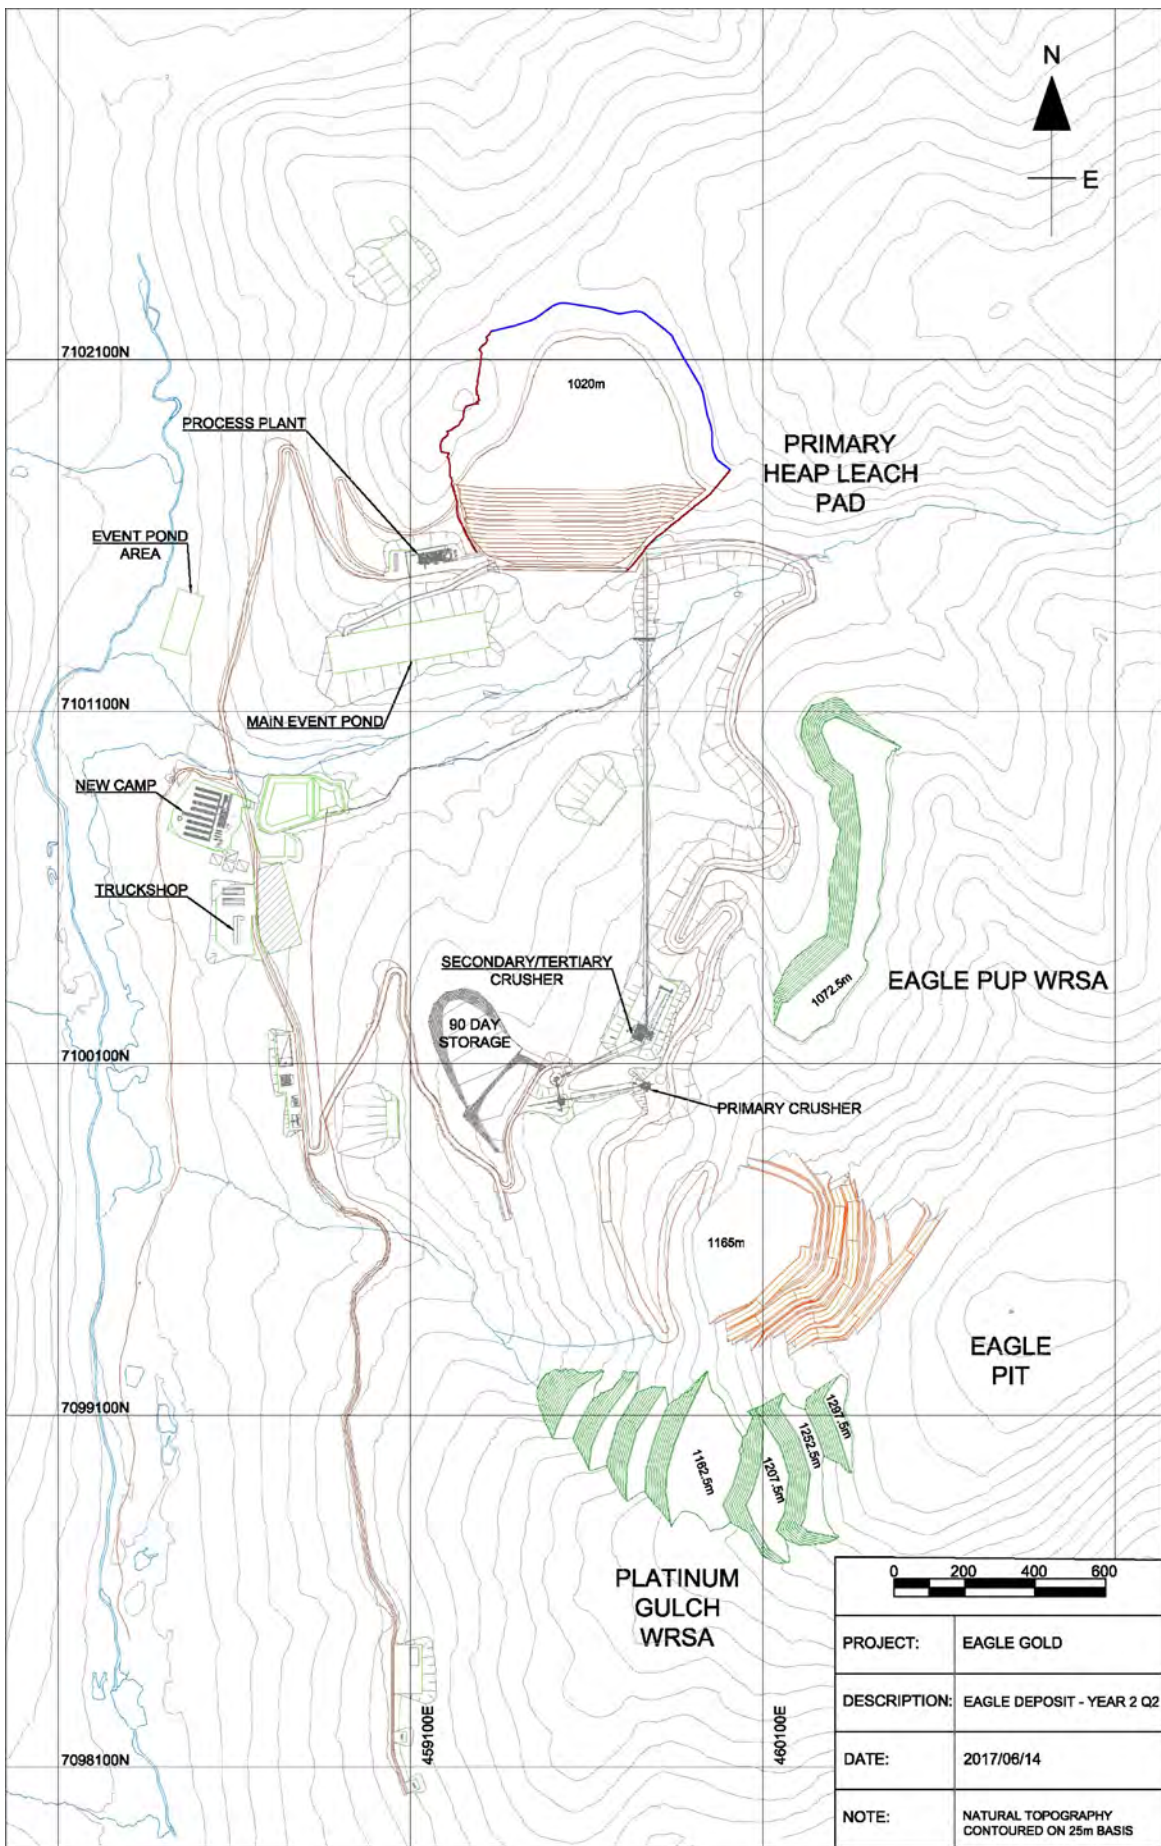 N
E
7102100N
1020m
PROCESS PLANT
PRIMARY
HEAP LEACH
PAD
EVENT POND
AREA
7101100N
MAIN EVENT POND
NEW CAMP
TRUCKSHOP
SECONDARY/TERTIARY
CRUSHER
EAGLE PUP WRSA
1072.5m
90 DAY
STORAGE
7100100N
PRIMARY CRUSHER
1165m
EAGLE
PIT
7099100N
1162.5m
1207.5m
1252.5m
1297.5m
PLATINUM
GULCH
WRSA
0 200 400 600
PROJECT: EAGLE GOLD
DESCRIPTION: EAGLE DEPOSIT - YEAR 2 Q2
459100E
460100E
7098100N
DATE: 2017/06/14
NOTE: NATURAL TOPOGRAPHY
CONTOURED ON 25m BASIS